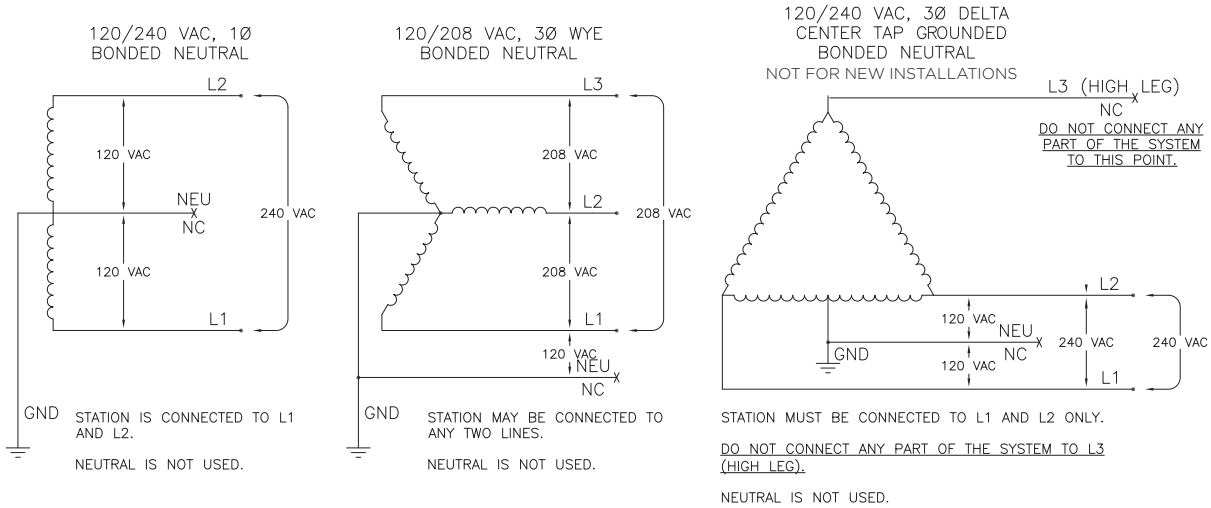 120/240 VAC, 1Ø
BONDED NEUTRAL
L2
120 VAC
NEU
NC
240 VAC
120 VAC
L1
GND
STATION IS CONNECTED TO L1
AND L2.
NEUTRAL IS NOT USED.
120/208 VAC, 3Ø WYE
BONDED NEUTRAL
L3
208 VAC
L2
208 VAC
208 VAC
L1
120 VAC
NEU
NC
GND
STATION MAY BE CONNECTED TO
ANY TWO LINES.
NEUTRAL IS NOT USED.
120/240 VAC, 3Ø DELTA
CENTER TAP GROUNDED
BONDED NEUTRAL
NOT FOR NEW INSTALLATIONS
L3 (HIGH LEG)
NC
DO NOT CONNECT ANY
PART OF THE SYSTEM
TO THIS POINT.
L2
120 VAC
NEU
NC
240 VAC
240 VAC
GND
120 VAC
L1
STATION MUST BE CONNECTED TO L1 AND L2 ONLY.
DO NOT CONNECT ANY PART OF THE SYSTEM TO L3
(HIGH LEG).
NEUTRAL IS NOT USED.